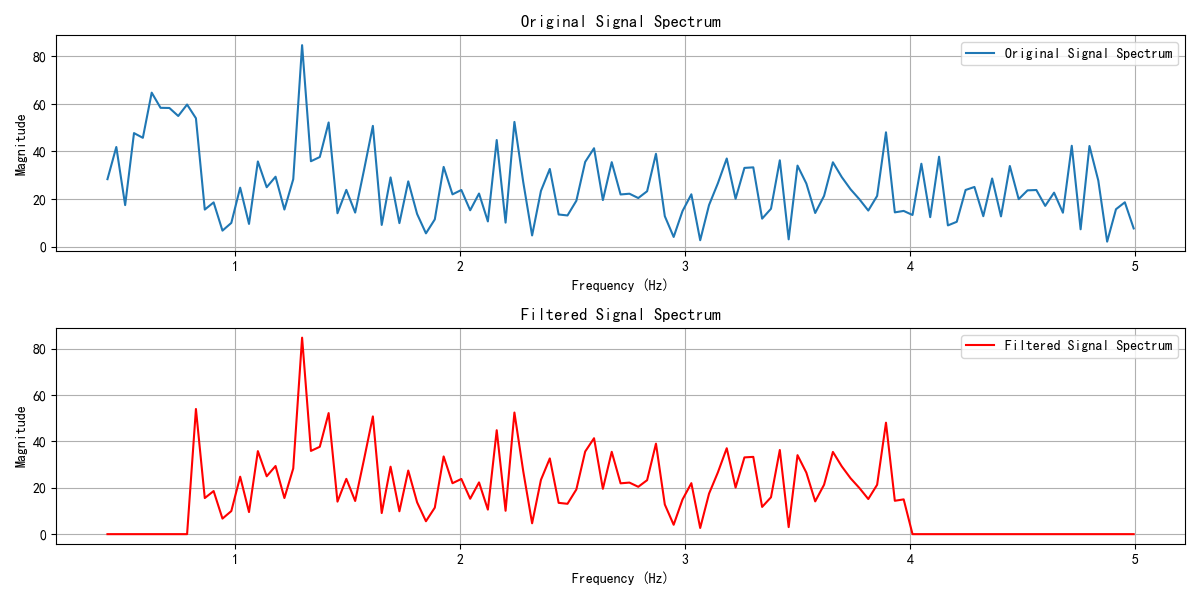 Original Signal Spectrum
Original Signal Spectrum
80
60
40
20
0
Magnitude
1
2
3
4
5
Frequency (Hz)
Filtered Signal Spectrum
Filtered Signal Spectrum
80
60
40
20
0
Magnitude
1
2
3
4
5
Frequency (Hz)